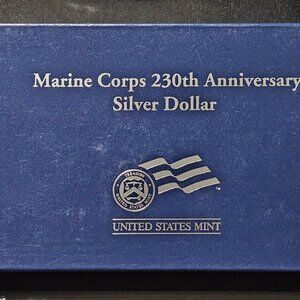 Marine Corps 230th Anniversary
Silver Dollar
UNITED STATES MINT